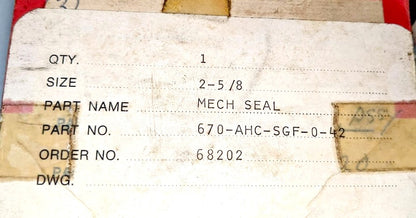 QTY. 1
SIZE 2-5/8
PART NAME MECH SEAL
PART NO. 670-AHC-SGF-0-42
ORDER NO. 68202
DWG.